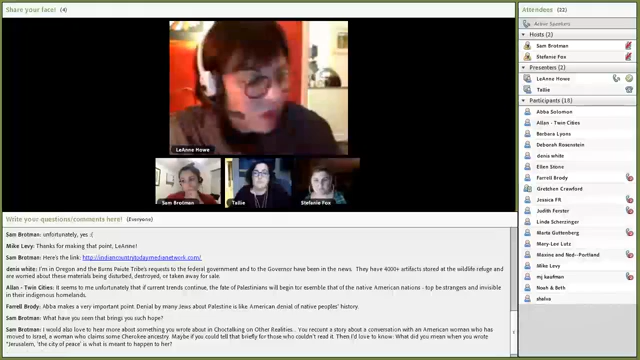 Share your face! (4)
LeAnne Howe
Sam Brotman
Tallie
Stefanie Fox
Write your questions/comments here! (Everyone)
Sam Brotman: unfortunately, yes :(
Mike Levy: Thanks for making that point, LeAnne!
Sam Brotman: Here's the link: http://indiancountrytodaymedianetwork.com/
denis white: I'm in Oregon and the Burns Paiute Tribe's requests to the federal government and to the Governor have been in the news. They have 4000+ artifacts stored at the wildlife refuge and
are worried about these materials being disturbed, destroyed, or taken away for sale.
Allan - Twin Cities: It seems to me unfortunately that if current trends continue, the fate of Palestinians will begin for esemble that of the native American nations - top be strangers and invisible
in their indigenous homelands.
Farrell Brody: Abba makes a very important point. Denial by many Jews about Palestine is like American denial of native peoples' history.
Sam Brotman: What have you seen that brings you such hope?
Sam Brotman: I would also love to hear more about something you wrote about in Choctalking on Other Realities... You recount a story about a conversation with an American woman who has
moved to Israel, a woman who claims some Cherokee ancestry. Maybe if you could tell that briefly for those who couldn't read it. Then I'd love to know: What did you mean when you wrote
"Jerusalem, 'the city of peace' is what is meant to happen to her?
Attendees (22)
Active Speakers
Hosts (2)
Sam Brotman
Stefanie Fox
Presenters (2)
LeAnne Howe
Tallie
Participants (18)
Abba Solomon
Allan - Twin Cities
Barbara Lyons
Deborah Rosenstein
denis white
Ellen Stone
Farrell Brody
Gretchen Crawford
Jessica FR
Judith Ferster
Linda Scherzinger
Marta Guttenberg
Mary-Lee Lutz
Maxine and Ned--Portland
Mike Levy
mj kaufman
Noah & Beth
shalva